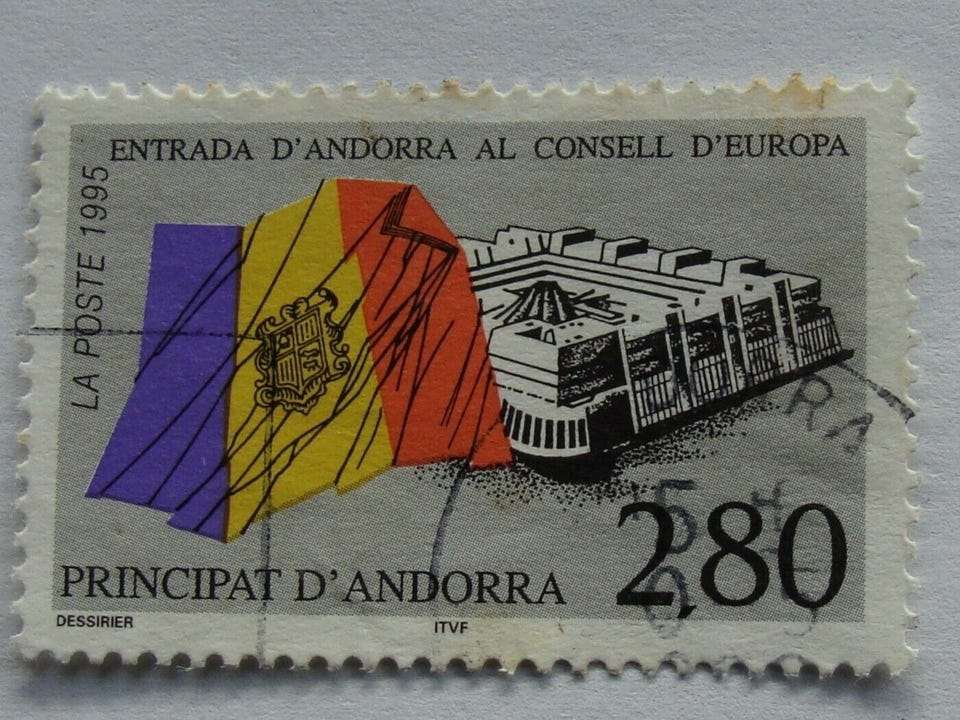 ENTRADA D'ANDORRA AL CONSELL D'EUROPA
LA POSTE 1995
PRINCIPAT D'ANDORRA
2,80
DESSIRIER
ITVF